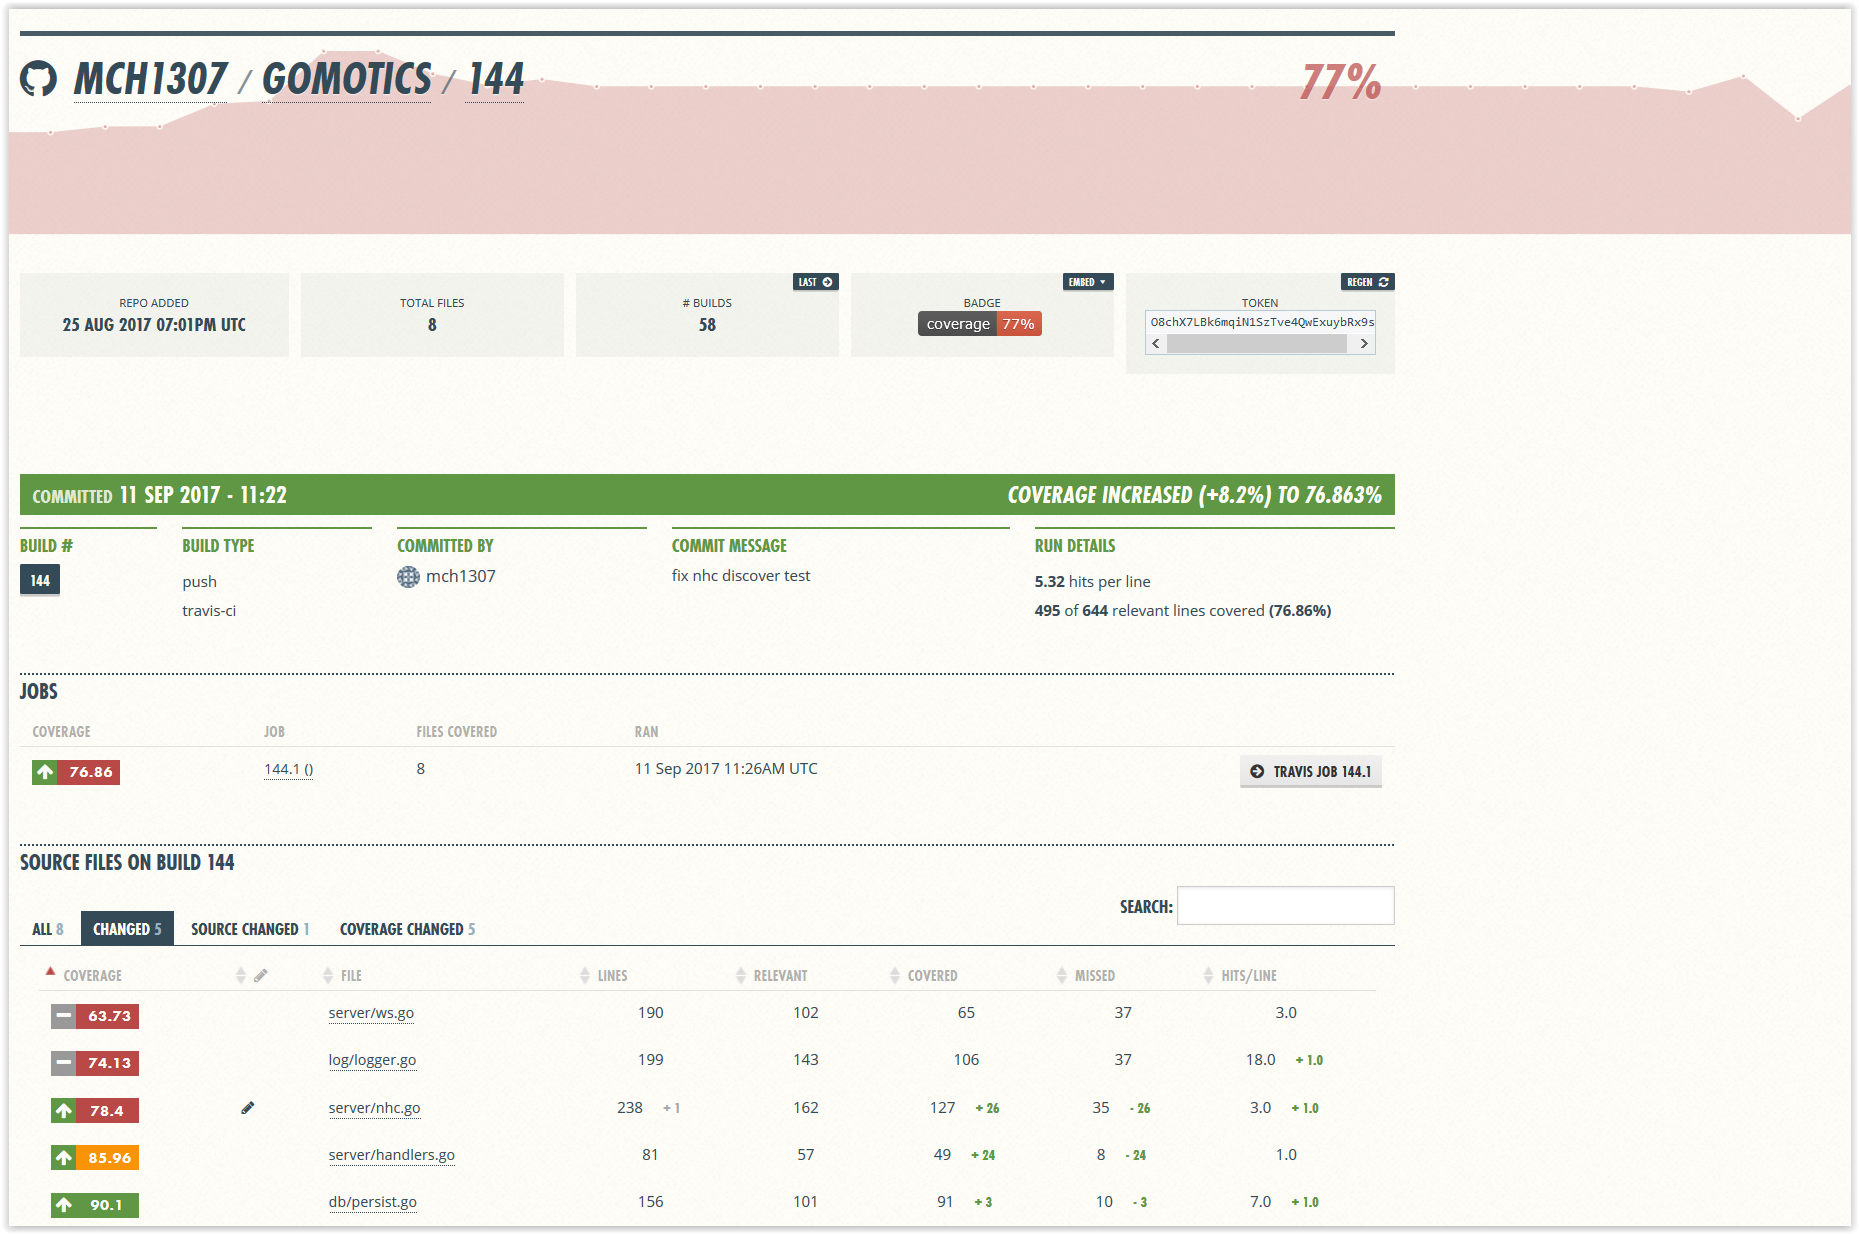 MCH1307 / GOMOTICS / 144
77%
LAST
EMBED
REGEN
REPO ADDED
25 AUG 2017 07:01PM UTC
TOTAL FILES
8
# BUILDS
58
BADGE
coverage 77%
TOKEN
O8chX7LBk6mqiN1SzTve4QwExuybRx9s
COMMITTED 11 SEP 2017 - 11:22
COVERAGE INCREASED (+8.2%) TO 76.863%
BUILD #
144
BUILD TYPE
push
travis-ci
COMMITTED BY
mch1307
COMMIT MESSAGE
fix nhc discover test
RUN DETAILS
5.32 hits per line
495 of 644 relevant lines covered (76.86%)
JOBS
COVERAGE JOB FILES COVERED RAN
76.86 144.1 () 8 11 Sep 2017 11:26AM UTC TRAVIS JOB 144.1
SOURCE FILES ON BUILD 144
SEARCH:
ALL 8 CHANGED 5 SOURCE CHANGED 1 COVERAGE CHANGED 5
COVERAGE FILE LINES RELEVANT COVERED MISSED HITS/LINE
63.73 server/ws.go 190 102 65 37 3.0
74.13 log/logger.go 199 143 106 37 18.0 + 1.0
78.4 server/nhc.go 238 + 1 162 127 + 26 35 - 26 3.0 + 1.0
85.96 server/handlers.go 81 57 49 + 24 8 - 24 1.0
90.1 db/persist.go 156 101 91 + 3 10 - 3 7.0 + 1.0